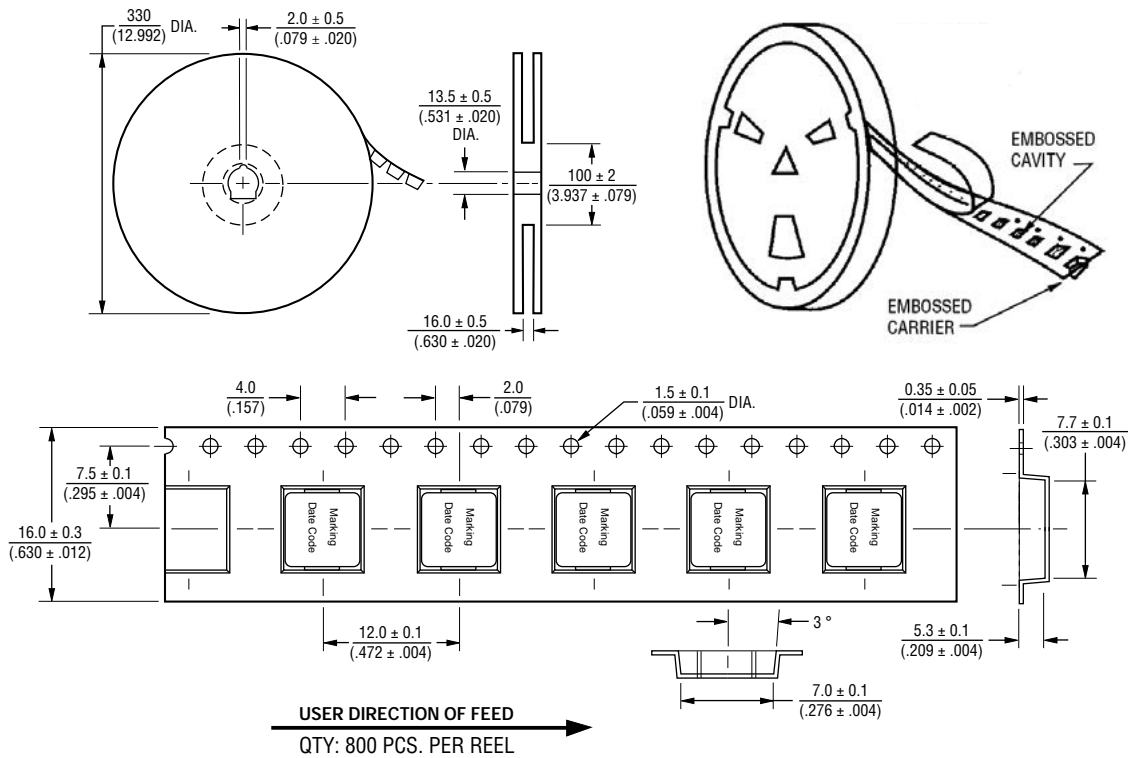 330
(12.992)
DIA.
2.0 ± 0.5
(.079 ± .020)
13.5 ± 0.5
(.531 ± .020)
DIA.
100 ± 2
(3.937 ± .079)
16.0 ± 0.5
(.630 ± .020)
EMBOSSED
CAVITY
EMBOSSED
CARRIER
4.0
(.157)
2.0
(.079)
1.5 ± 0.1
(.059 ± .004)
DIA.
0.35 ± 0.05
(.014 ± .002)
7.7 ± 0.1
(.303 ± .004)
7.5 ± 0.1
(.295 ± .004)
16.0 ± 0.3
(.630 ± .012)
Marking
Date Code
Marking
Date Code
Marking
Date Code
Marking
Date Code
Marking
Date Code
12.0 ± 0.1
(.472 ± .004)
3 °
5.3 ± 0.1
(.209 ± .004)
7.0 ± 0.1
(.276 ± .004)
USER DIRECTION OF FEED
QTY: 800 PCS. PER REEL